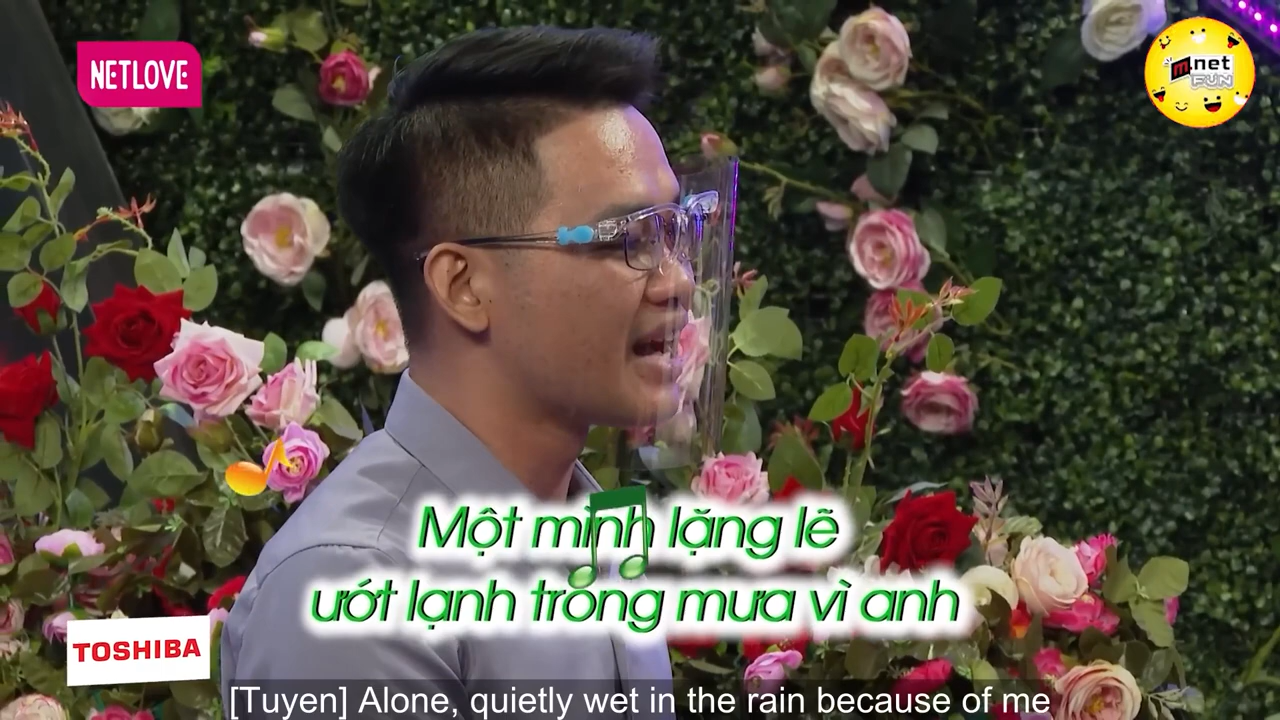 NETLOVE
m.net
FUN
Một mình lặng lẽ
ướt lạnh trong mưa vì anh
TOSHIBA
[Tuyen] Alone, quietly wet in the rain because of me